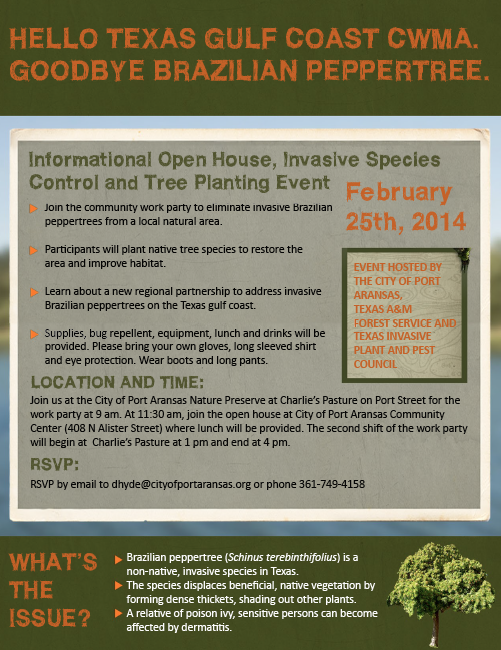 HELLO TEXAS GULF COAST CWMA.
GOODBYE BRAZILIAN PEPPERTREE.
Informational Open House, Invasive Species
Control and Tree Planting Event
February
25th, 2014
Join the community work party to eliminate invasive Brazilian
peppertrees from a local natural area.
Participants will plant native tree species to restore the
area and improve habitat.
Learn about a new regional partnership to address invasive
Brazilian peppertrees on the Texas gulf coast.
Supplies, bug repellent, equipment, lunch and drinks will be
provided. Please bring your own gloves, long sleeved shirt
and eye protection. Wear boots and long pants.
EVENT HOSTED BY
THE CITY OF PORT
ARANSAS,
TEXAS A&M
FOREST SERVICE AND
TEXAS INVASIVE
PLANT AND PEST
COUNCIL
LOCATION AND TIME:
Join us at the City of Port Aransas Nature Preserve at Charlie's Pasture on Port Street for the
work party at 9 am. At 11:30 am, join the open house at City of Port Aransas Community
Center (408 N Alister Street) where lunch will be provided. The second shift of the work party
will begin at Charlie's Pasture at 1 pm and end at 4 pm.
RSVP:
RSVP by email to dhyde@cityofportaransas.org or phone 361-749-4158
WHAT'S
THE
ISSUE?
Brazilian peppertree (Schinus terebinthifolius) is a
non-native, invasive species in Texas.
The species displaces beneficial, native vegetation by
forming dense thickets, shading out other plants.
A relative of poison ivy, sensitive persons can become
affected by dermatitis.